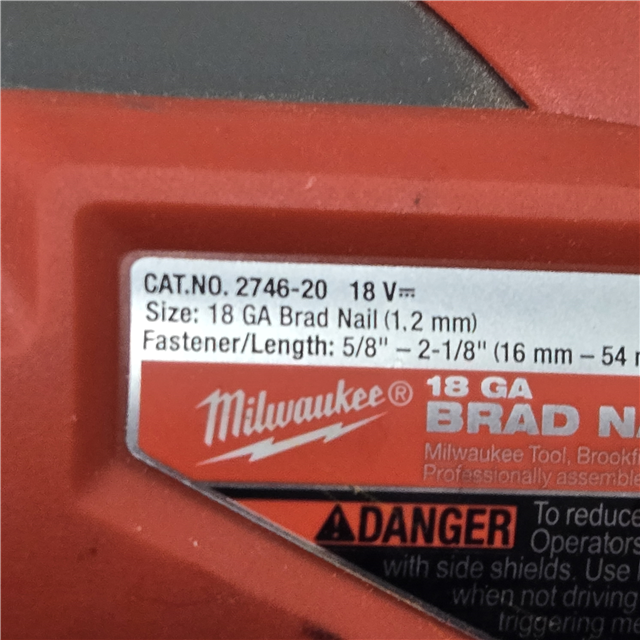 CAT.NO. 2746-20 18 V⎓
Size: 18 GA Brad Nail (1,2 mm)
Fastener/Length: 5/8" – 2-1/8" (16 mm – 54
Milwaukee®
18 GA
BRAD
Milwaukee Tool,
Professionally
DANGER
To reduce
Operators
with side shields. Use
when not driving
triggering